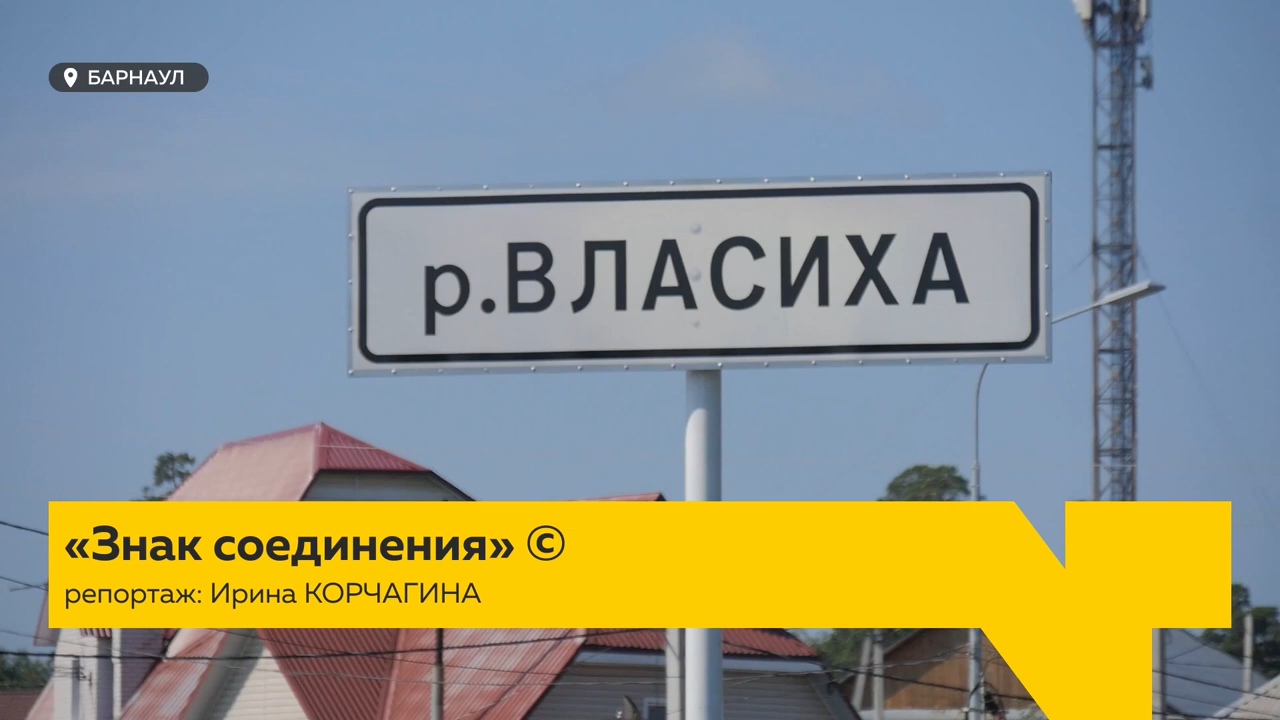 БАРНАУЛ
р.ВЛАСИХА
«Знак соединения» ©
репортаж: Ирина КОРЧАГИНА